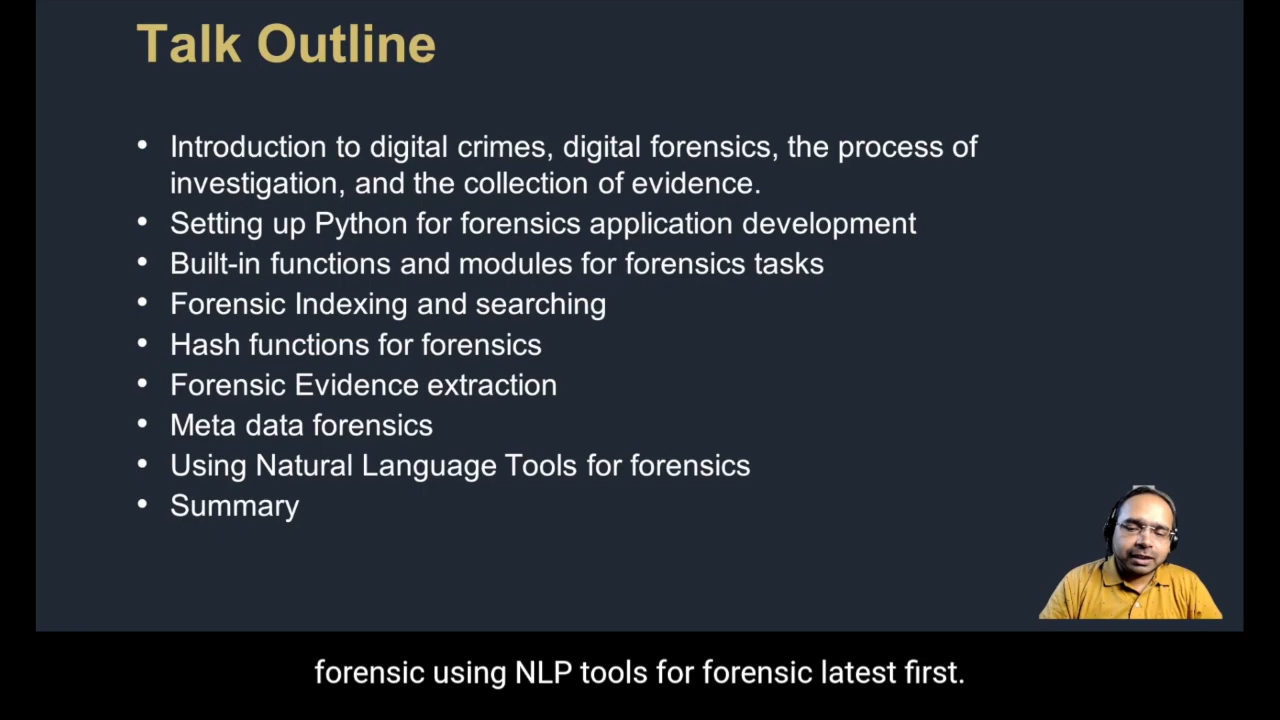 Talk Outline
• Introduction to digital crimes, digital forensics, the process of
investigation, and the collection of evidence.
• Setting up Python for forensics application development
• Built-in functions and modules for forensics tasks
• Forensic Indexing and searching
• Hash functions for forensics
• Forensic Evidence extraction
• Meta data forensics
• Using Natural Language Tools for forensics
• Summary
forensic using NLP tools for forensic latest first.